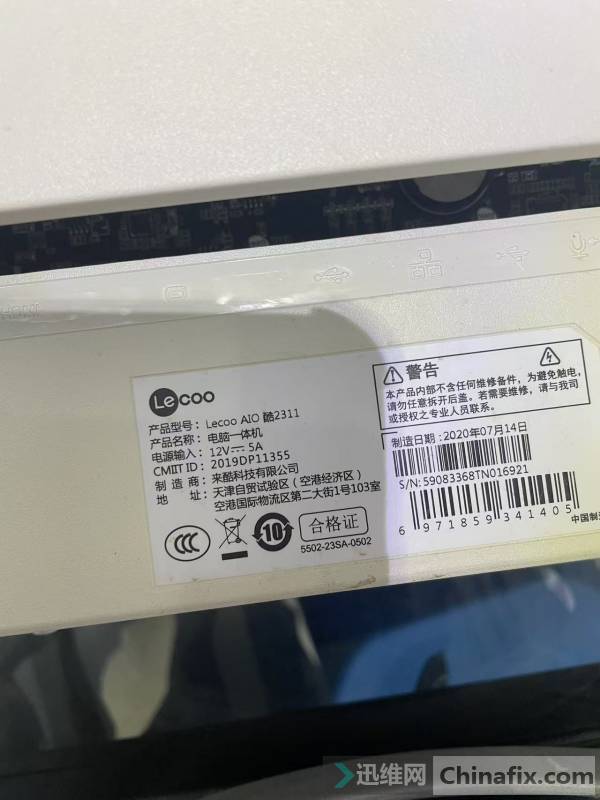 Lecoo
产品型号: Lecoo AIO 酷2311
产品名称: 电脑一体机
电源输入: 12V⎓5A
CMIIT ID: 2019DP11355
制造商: 来酷科技有限公司
地址: 天津自贸试验区(空港经济区)
空港国际物流区第二大街1号103室
10
合格证
5502-23SA-0502
警告
本产品内部不含任何维修备件,为避免触电,
请勿任意拆开后盖。若需要维修,请与我司
或授权之专业人员联系。
制造日期:2020年07月14日
S/N: 59083368TN016921
6 971859 341405
中国制造
迅维网 Chinafix.com